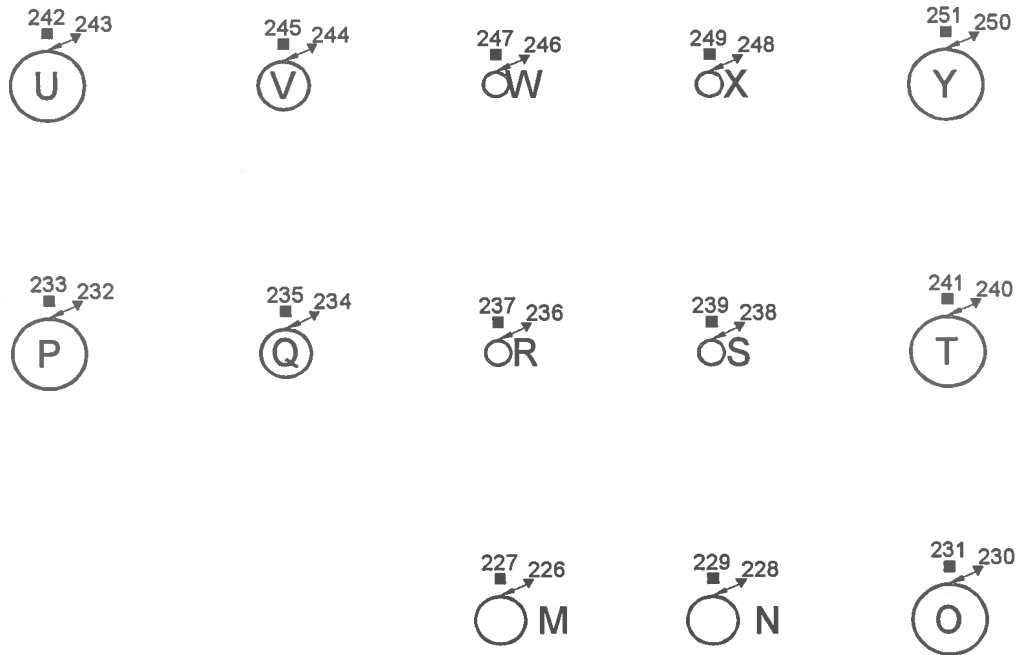 242 243 245 244 247 246 249 248 251 250
U V W X Y
233 232 235 234 237 236 239 238 241 240
P Q R S T
227 226 229 228 231 230
M N O